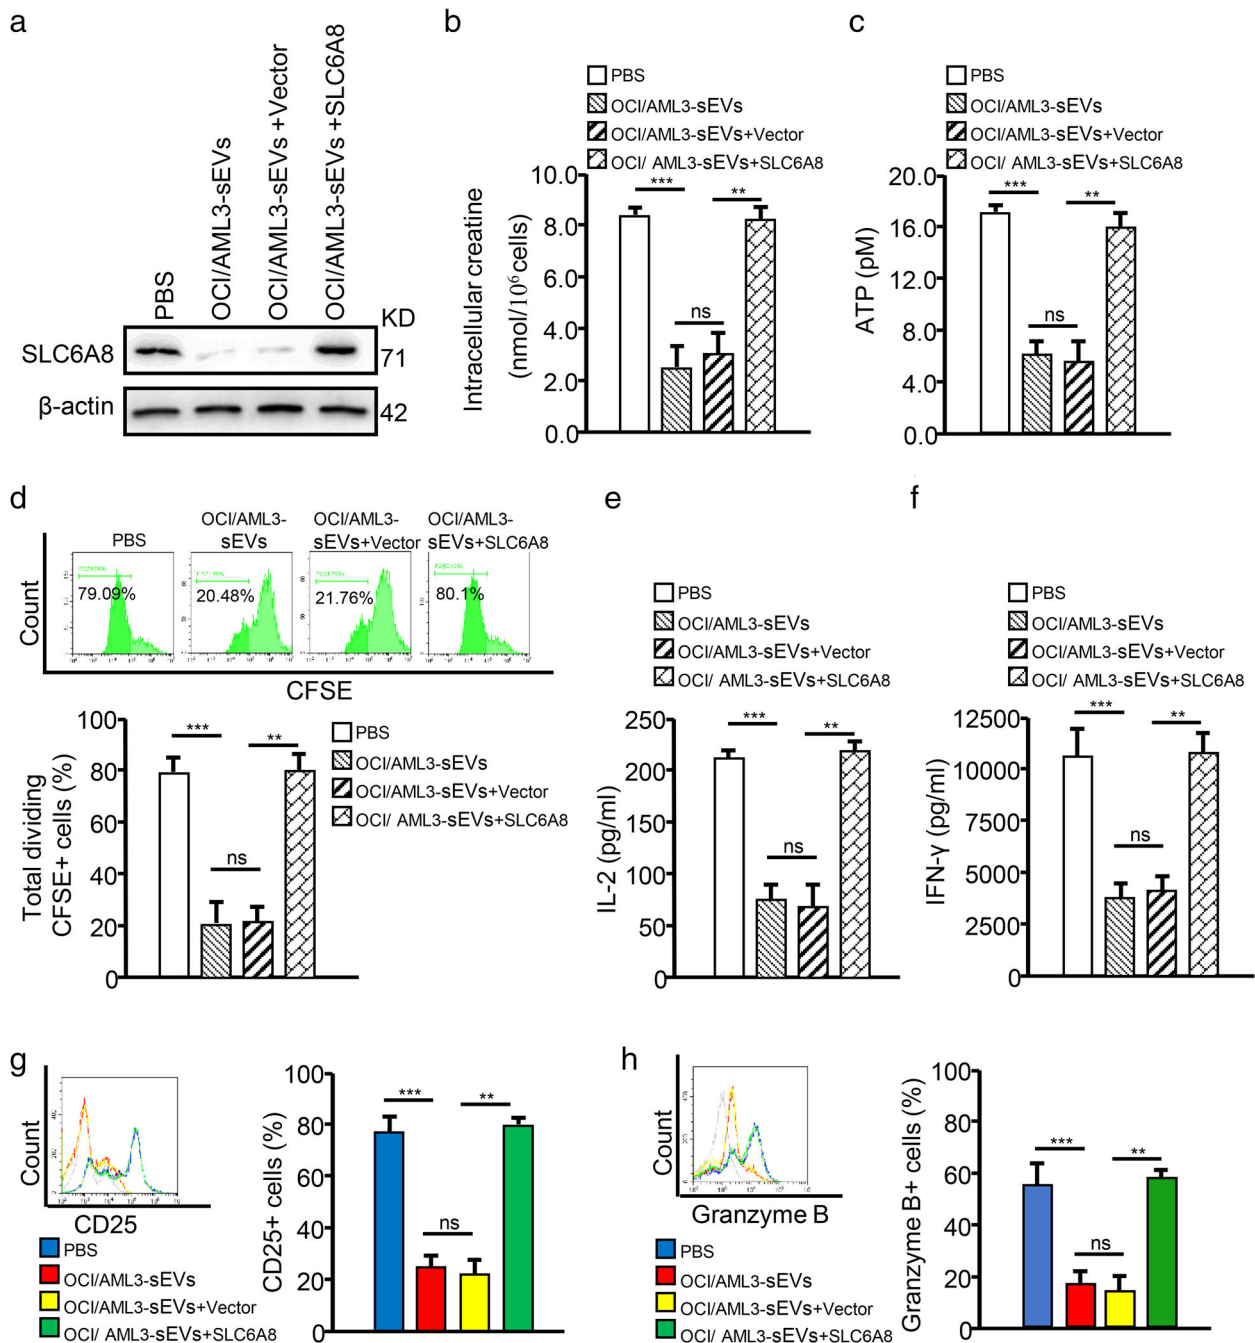 a
PBS
OCI/AML3-sEVs
OCI/AML3-sEVs +Vector
OCI/AML3-sEVs +SLC6A8
KD
SLC6A8
71
β-actin
42
b
PBS
OCI/AML3-sEVs
OCI/AML3-sEVs+Vector
OCI/ AML3-sEVs+SLC6A8
Intracellular creatine
(nmol/10⁶cells)
10.0
8.0
6.0
4.0
2.0
0.0
***
**
ns
c
PBS
OCI/AML3-sEVs
OCI/AML3-sEVs+Vector
OCI/ AML3-sEVs+SLC6A8
ATP (pM)
20.0
16.0
12.0
8.0
4.0
0.0
***
**
ns
d
PBS
OCI/AML3-
sEVs
OCI/AML3-
sEVs+Vector
OCI/AML3-
sEVs+SLC6A8
Count
79.09%
20.48%
21.76%
80.1%
CFSE
Total dividing
CFSE+ cells (%)
100
80
60
40
20
0
***
**
ns
PBS
OCI/AML3-sEVs
OCI/AML3-sEVs+Vector
OCI/ AML3-sEVs+SLC6A8
e
PBS
OCI/AML3-sEVs
OCI/AML3-sEVs+Vector
OCI/ AML3-sEVs+SLC6A8
IL-2 (pg/ml)
250
200
150
100
50
0
***
**
ns
f
PBS
OCI/AML3-sEVs
OCI/AML3-sEVs+Vector
OCI/ AML3-sEVs+SLC6A8
IFN-γ (pg/ml)
12500
10000
7500
5000
2500
0
***
**
ns
g
Count
CD25
PBS
OCI/AML3-sEVs
OCI/AML3-sEVs+Vector
OCI/ AML3-sEVs+SLC6A8
CD25+ cells (%)
100
80
60
40
20
0
***
**
ns
h
Count
Granzyme B
PBS
OCI/AML3-sEVs
OCI/AML3-sEVs+Vector
OCI/ AML3-sEVs+SLC6A8
Granzyme B+ cells (%)
100
80
60
40
20
0
***
**
ns